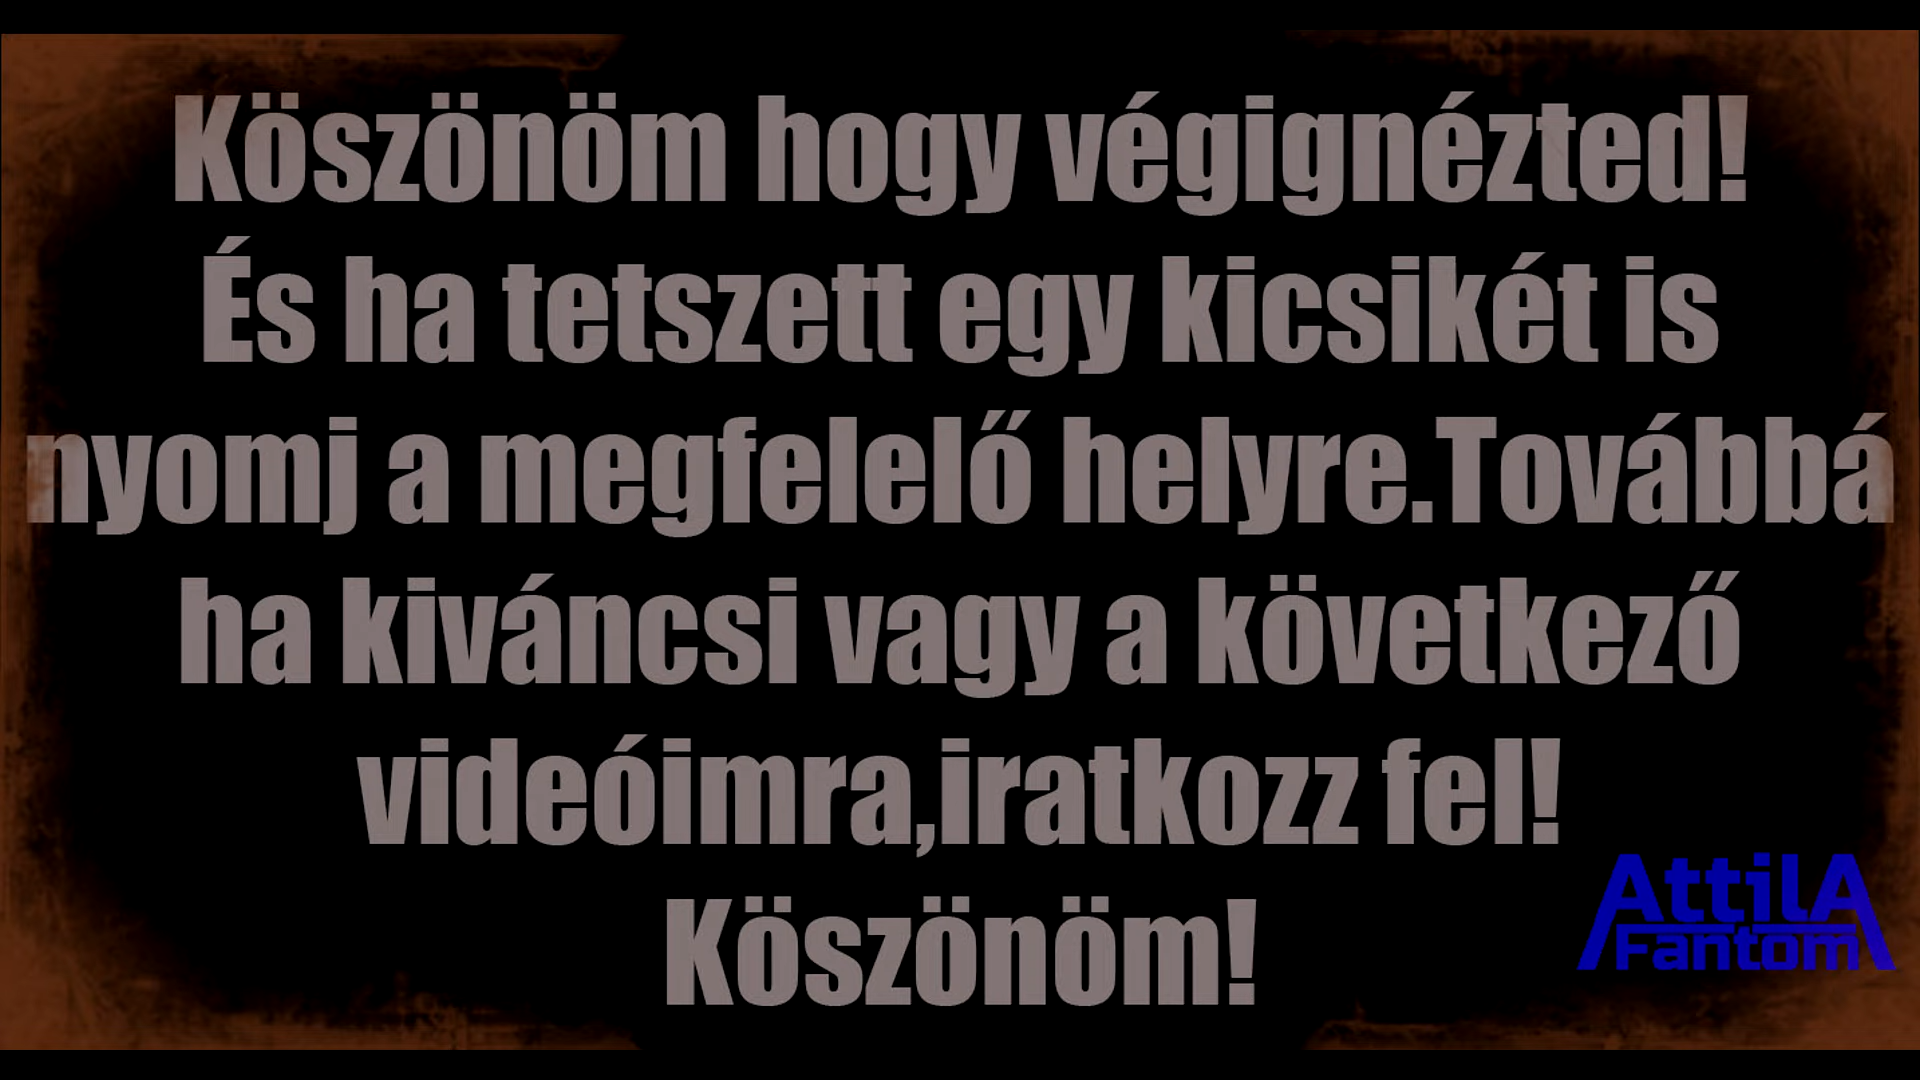 Köszönöm hogy végignézted!
És ha tetszett egy kicsikét is
nyomj a megfelelő helyre.Továbbá
ha kiváncsi vagy a következő
videóimra,iratkozz fel!
Köszönöm!
AttilA
Fantom